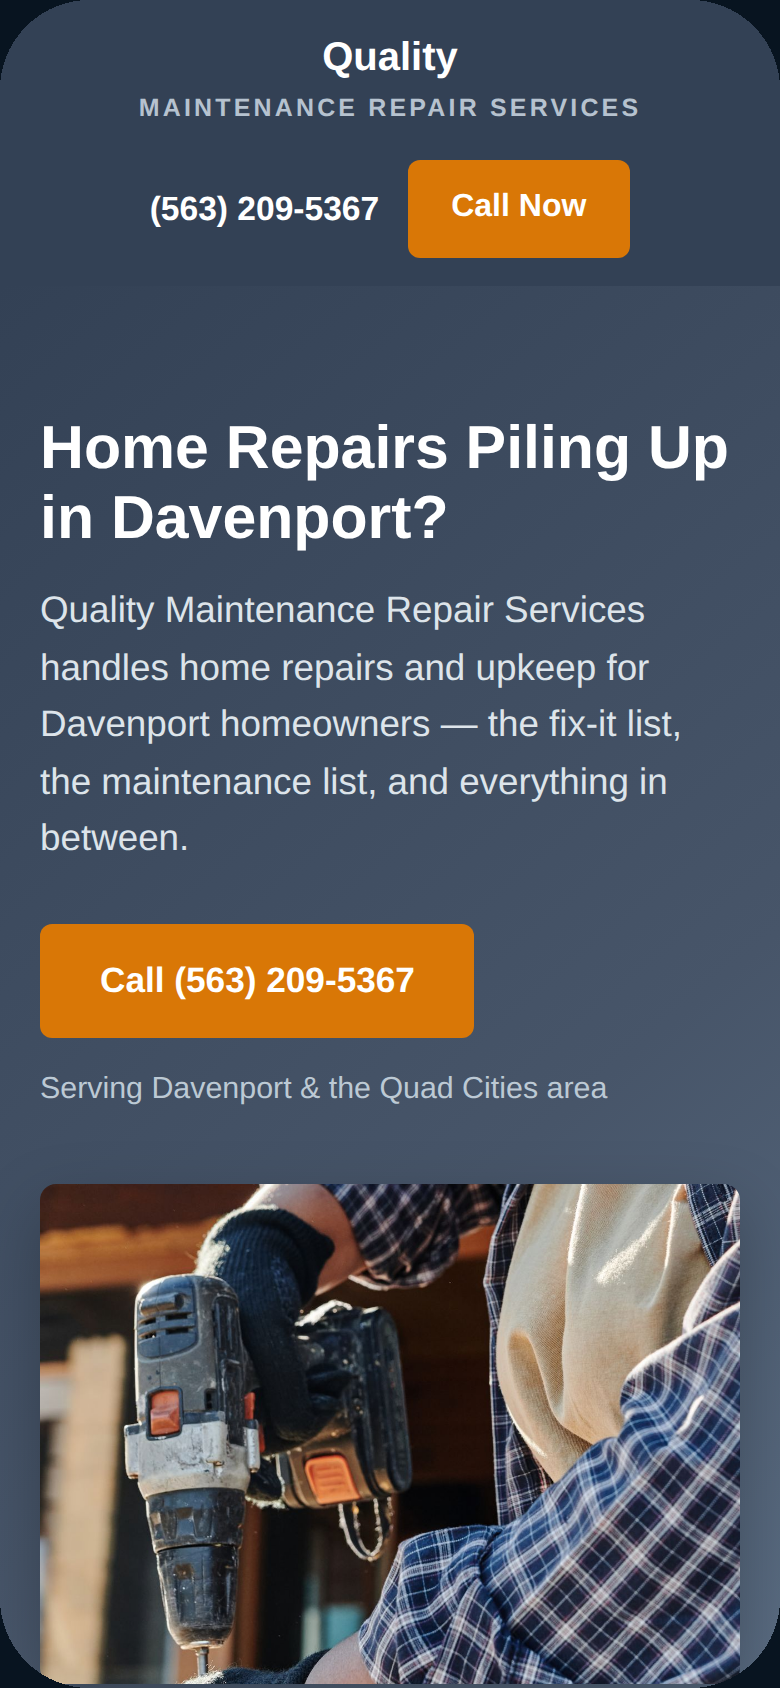 Quality
MAINTENANCE REPAIR SERVICES
(563) 209-5367
Call Now
Home Repairs Piling Up
in Davenport?
Quality Maintenance Repair Services
handles home repairs and upkeep for
Davenport homeowners — the fix-it list,
the maintenance list, and everything in
between.
Call (563) 209-5367
Serving Davenport & the Quad Cities area